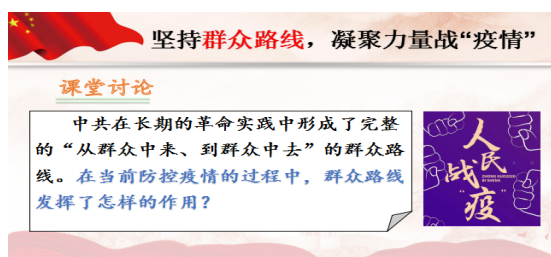 坚持群众路线，凝聚力量战“疫情”
课堂讨论
中共在长期的革命实践中形成了完整
的“从群众中来、到群众中去”的群众路
线。在当前防控疫情的过程中，群众路线
发挥了怎样的作用？
人民
战
“疫”